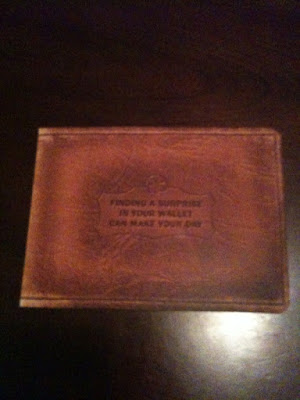 FINDING A SURPRISE
IN YOUR WALLET
CAN MAKE YOUR DAY